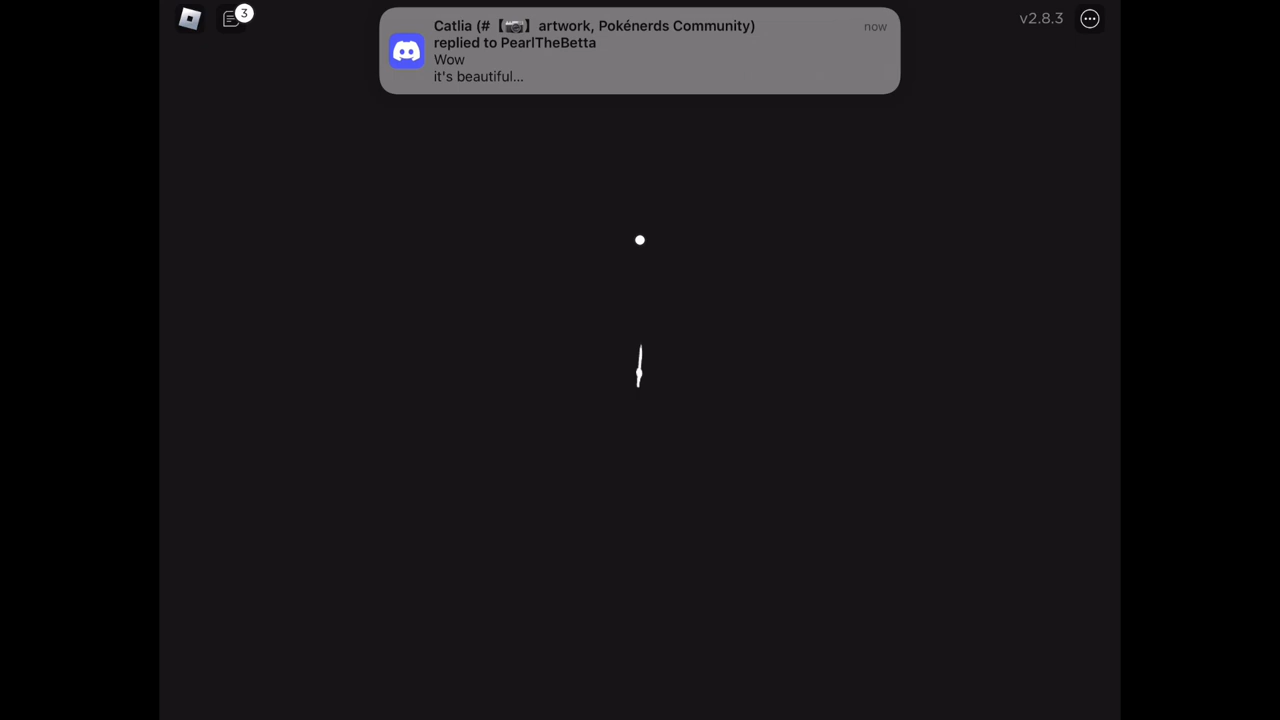 3
Catlia (#【📷】artwork, Pokénerds Community)
replied to PearlTheBetta
Wow
it's beautiful...
now
v2.8.3